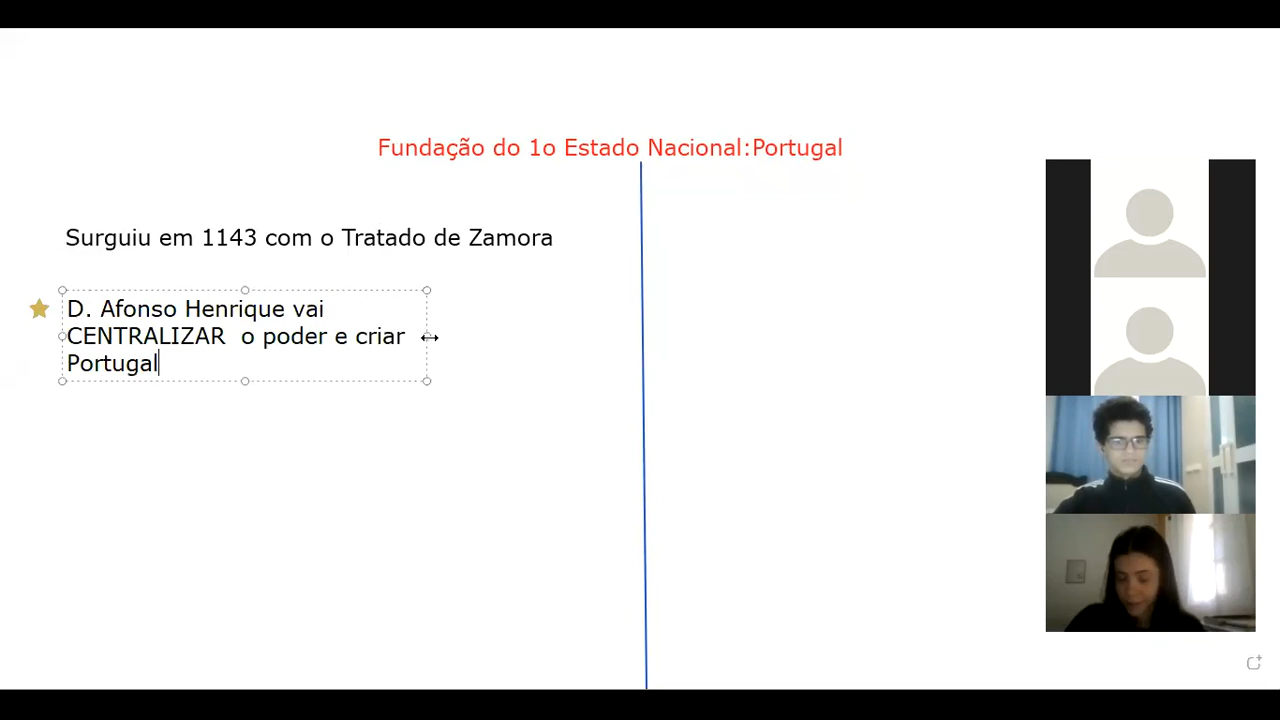 Fundação do 1o Estado Nacional:Portugal
Surguiu em 1143 com o Tratado de Zamora
D. Afonso Henrique vai
CENTRALIZAR  o poder e criar
Portugal